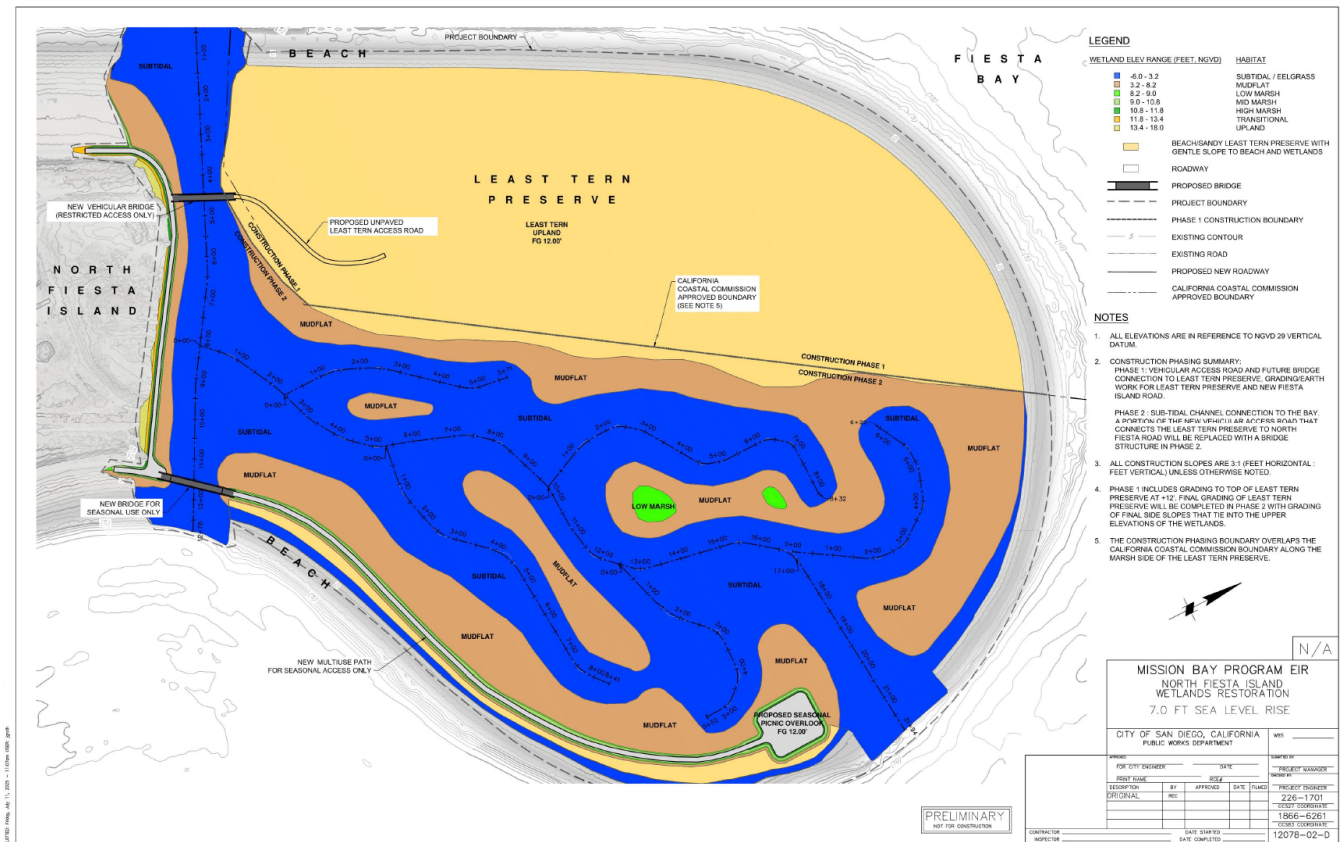 PROJECT BOUNDARY
BEACH
FIESTA
BAY
SUBTIDAL
LEAST TERN
PRESERVE
LEAST TERN
UPLAND
FG 12.00'
NEW VEHICULAR BRIDGE
(RESTRICTED ACCESS ONLY)
PROPOSED UNPAVED
LEAST TERN ACCESS ROAD
CONSTRUCTION PHASE 1
CONSTRUCTION PHASE 2
NORTH
FIESTA
ISLAND
CALIFORNIA
COASTAL COMMISSION
APPROVED BOUNDARY
(SEE NOTE 5)
MUDFLAT
CONSTRUCTION PHASE 1
CONSTRUCTION PHASE 2
MUDFLAT
MUDFLAT
SUBTIDAL
SUBTIDAL
SUBTIDAL
MUDFLAT
MUDFLAT
MUDFLAT
LOW MARSH
NEW BRIDGE FOR
SEASONAL USE ONLY
BEACH
SUBTIDAL
MUDFLAT
SUBTIDAL
MUDFLAT
MUDFLAT
MUDFLAT
NEW MULTIUSE PATH
FOR SEASONAL ACCESS ONLY
MUDFLAT
PROPOSED SEASONAL
PICNIC OVERLOOK
FG 12.00'
LEGEND
WETLAND ELEV RANGE (FEET, NGVD) HABITAT
-6.0 - 3.2 SUBTIDAL / EELGRASS
3.2 - 8.2 MUDFLAT
8.2 - 9.0 LOW MARSH
9.0 - 10.8 MID MARSH
10.8 - 11.8 HIGH MARSH
11.8 - 13.4 TRANSITIONAL
13.4 - 18.0 UPLAND
BEACH/SANDY LEAST TERN PRESERVE WITH
GENTLE SLOPE TO BEACH AND WETLANDS
ROADWAY
PROPOSED BRIDGE
PROJECT BOUNDARY
PHASE 1 CONSTRUCTION BOUNDARY
5 EXISTING CONTOUR
EXISTING ROAD
PROPOSED NEW ROADWAY
CALIFORNIA COASTAL COMMISSION
APPROVED BOUNDARY
NOTES
1. ALL ELEVATIONS ARE IN REFERENCE TO NGVD 29 VERTICAL
DATUM.
2. CONSTRUCTION PHASING SUMMARY:
PHASE 1: VEHICULAR ACCESS ROAD AND FUTURE BRIDGE
CONNECTION TO LEAST TERN PRESERVE, GRADING/EARTH
WORK FOR LEAST TERN PRESERVE AND NEW FIESTA
ISLAND ROAD.
PHASE 2 : SUB-TIDAL CHANNEL CONNECTION TO THE BAY.
A PORTION OF THE NEW VEHICULAR ACCESS ROAD THAT
CONNECTS THE LEAST TERN PRESERVE TO NORTH
FIESTA ROAD WILL BE REPLACED WITH A BRIDGE
STRUCTURE IN PHASE 2.
3. ALL CONSTRUCTION SLOPES ARE 3:1 (FEET HORIZONTAL :
FEET VERTICAL) UNLESS OTHERWISE NOTED.
4. PHASE 1 INCLUDES GRADING TO TOP OF LEAST TERN
PRESERVE AT +12'. FINAL GRADING OF LEAST TERN
PRESERVE WILL BE COMPLETED IN PHASE 2 WITH GRADING
OF FINAL SIDE SLOPES THAT TIE INTO THE UPPER
ELEVATIONS OF THE WETLANDS.
5. THE CONSTRUCTION PHASING BOUNDARY OVERLAPS THE
CALIFORNIA COASTAL COMMISSION BOUNDARY ALONG THE
MARSH SIDE OF THE LEAST TERN PRESERVE.
N/A
MISSION BAY PROGRAM EIR
NORTH FIESTA ISLAND
WETLANDS RESTORATION
7.0 FT SEA LEVEL RISE
CITY OF SAN DIEGO, CALIFORNIA
PUBLIC WORKS DEPARTMENT
WBS
FOR CITY ENGINEER DATE
PRINT NAME RCE#
PROJECT MANAGER
DESCRIPTION BY APPROVED DATE FILMED
PROJECT ENGINEER
ORIGINAL
226-1701
CCS27 COORDINATE
1866-6261
CCS83 COORDINATE
12078-02-D
CONTRACTOR DATE STARTED
INSPECTOR DATE COMPLETED
PRELIMINARY
NOT FOR CONSTRUCTION